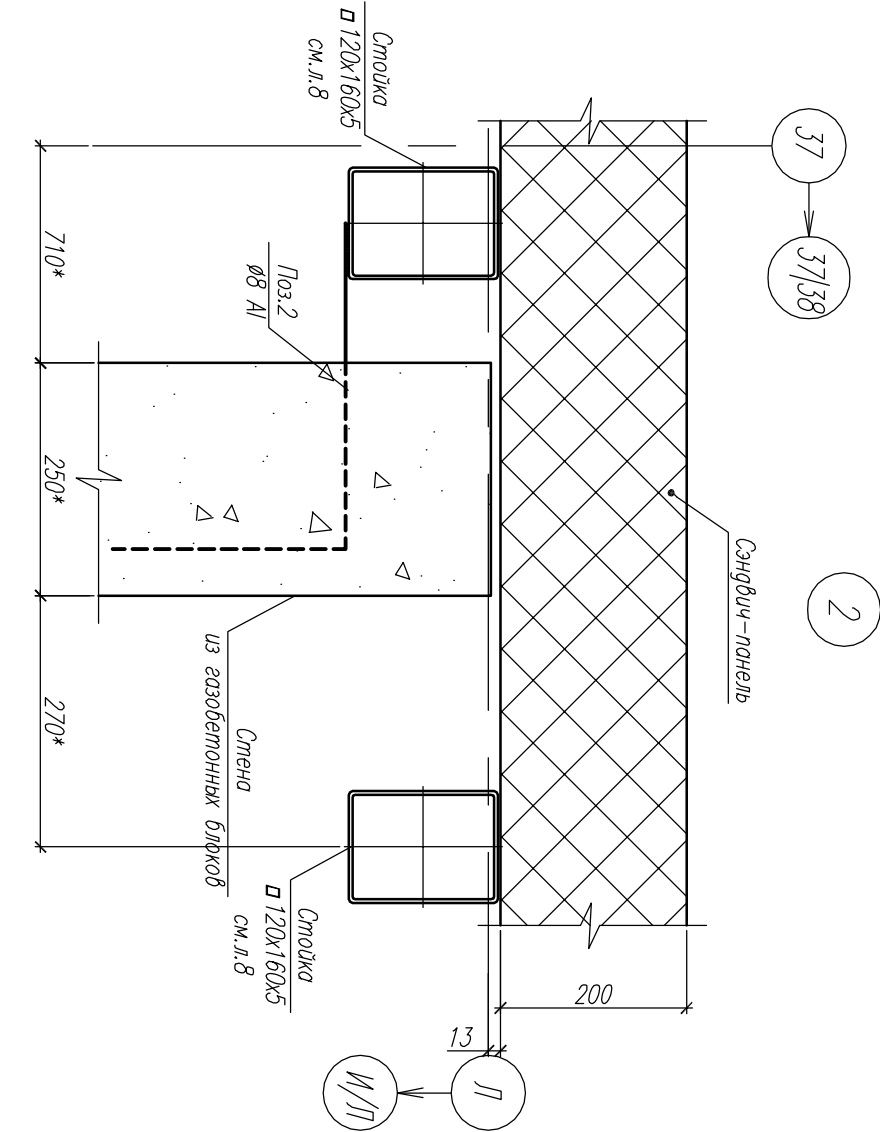 2
37
37/38
Стойка
120х160х5
см.л.8
Сэндвич-панель
Поз.2
ø8 АI
Стена
из газобетонных блоков
Стойка
120х160х5
см.л.8
710*
250*
270*
200
13
Л
И/Л